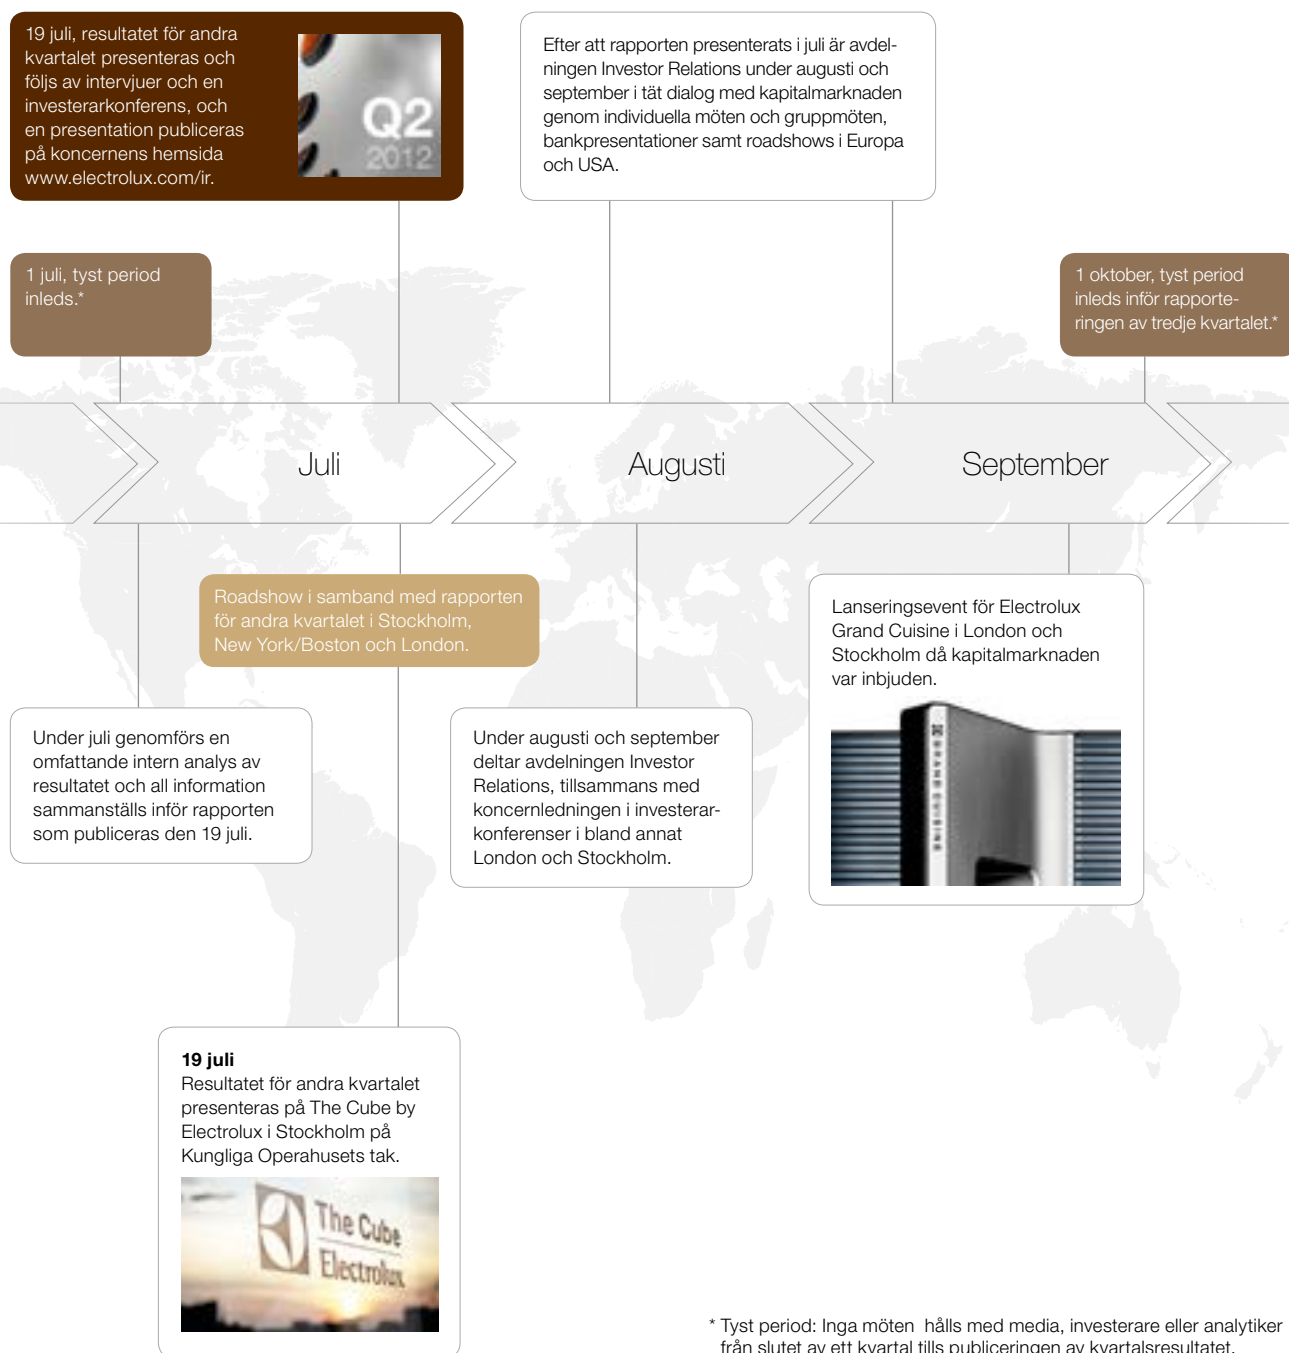 19 juli, resultatet för andra
kvartalet presenteras och
följs av intervjuer och en
investerarkonferens, och
en presentation publiceras
på koncernens hemsida
www.electrolux.com/ir.
Q2
2012
Efter att rapporten presenterats i juli är avdel-
ningen Investor Relations under augusti och
september i tät dialog med kapitalmarknaden
genom individuella möten och gruppmöten,
bankpresentationer samt roadshows i Europa
och USA.
1 juli, tyst period
inleds.*
1 oktober, tyst period
inleds inför rapporte-
ringen av tredje kvartalet.*
Juli
Augusti
September
Roadshow i samband med rapporten
för andra kvartalet i Stockholm,
New York/Boston och London.
Lanseringsevent för Electrolux
Grand Cuisine i London och
Stockholm då kapitalmarknaden
var inbjuden.
GRAND CUISINE
Under juli genomförs en
omfattande intern analys av
resultatet och all information
sammanställs inför rapporten
som publiceras den 19 juli.
Under augusti och september
deltar avdelningen Investor
Relations, tillsammans med
koncernledningen i investerar-
konferenser i bland annat
London och Stockholm.
19 juli
Resultatet för andra kvartalet
presenteras på The Cube by
Electrolux i Stockholm på
Kungliga Operahusets tak.
The Cube
Electrolux
* Tyst period: Inga möten hålls med media, investerare eller analytiker
från slutet av ett kvartal tills publiceringen av kvartalsresultatet.